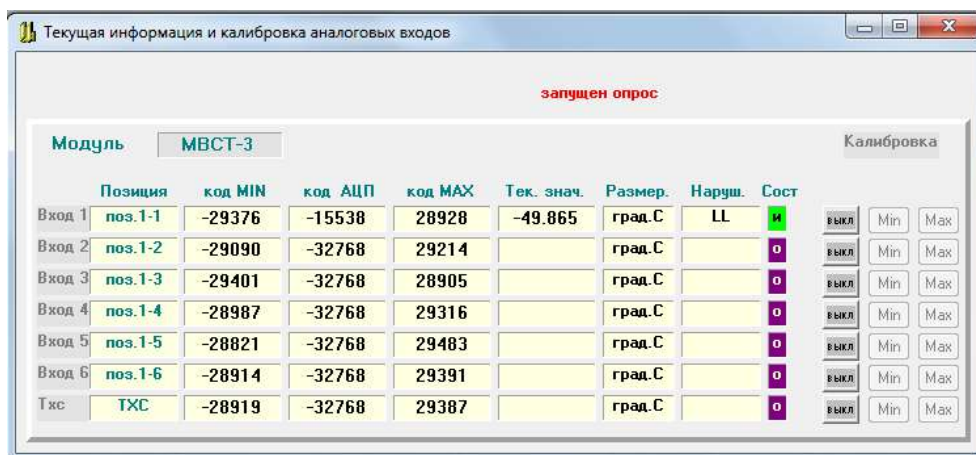 Текущая информация и калибровка аналоговых входов
запущен опрос
Модуль МВСТ-3 Калибровка
Позиция код MIN код АЦП код MAX Тек. знач. Размер. Наруш. Сост
Вход 1 поз.1-1 -29376 -15538 28928 -49.865 град.С LL и выкл Min Max
Вход 2 поз.1-2 -29090 -32768 29214 град.С о выкл Min Max
Вход 3 поз.1-3 -29401 -32768 28905 град.С о выкл Min Max
Вход 4 поз.1-4 -28987 -32768 29316 град.С о выкл Min Max
Вход 5 поз.1-5 -28821 -32768 29483 град.С о выкл Min Max
Вход 6 поз.1-6 -28914 -32768 29391 град.С о выкл Min Max
Тхс ТХС -28919 -32768 29387 град.С о выкл Min Max